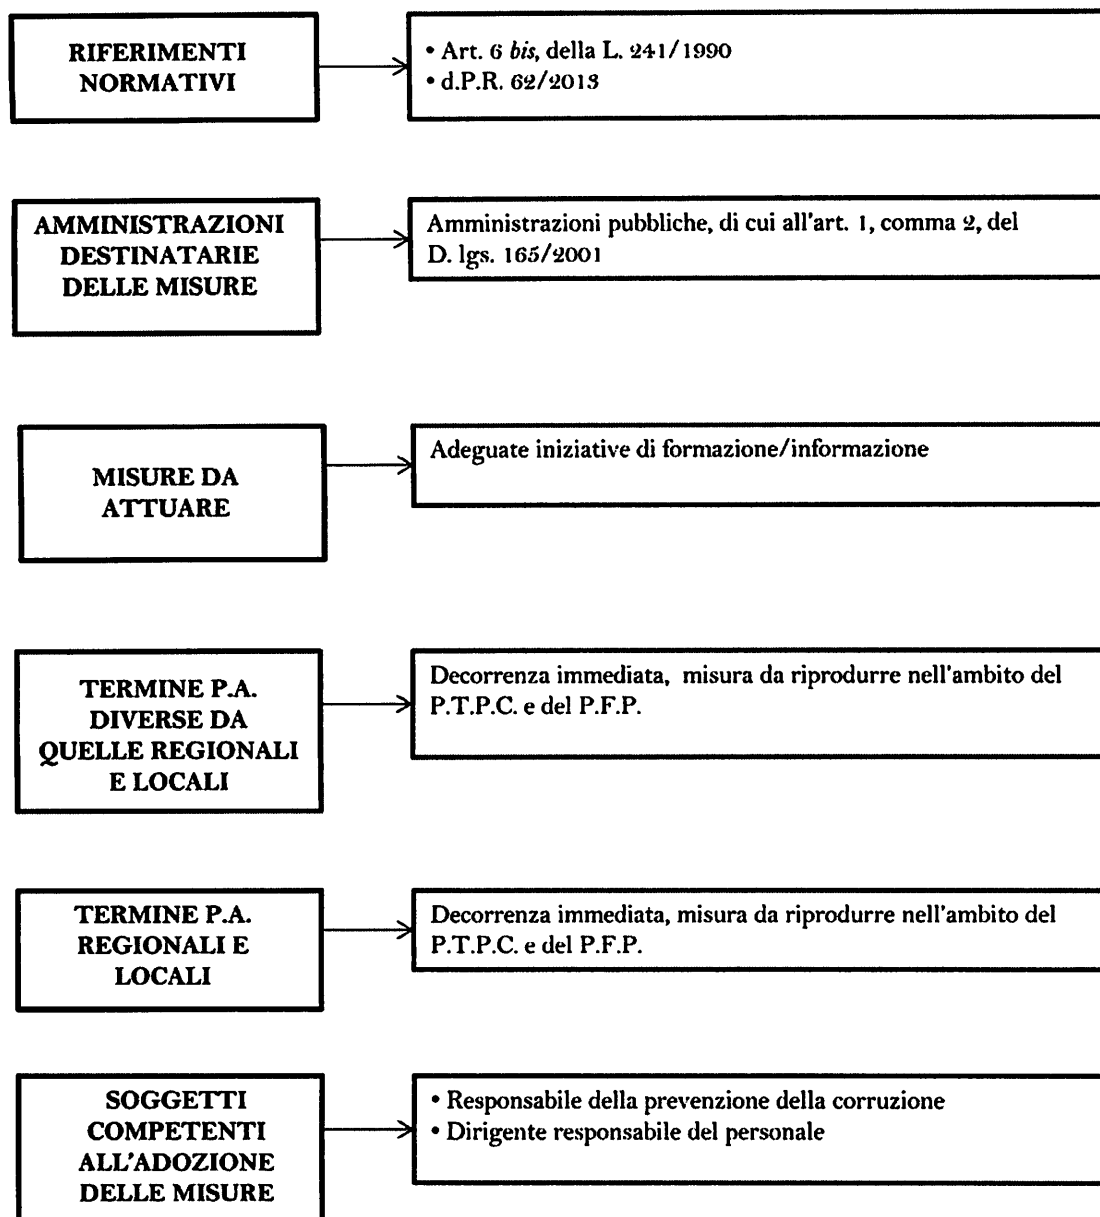 RIFERIMENTI
NORMATIVI
• Art. 6 bis, della L. 241/1990
• d.P.R. 62/2013
AMMINISTRAZIONI
DESTINATARIE
DELLE MISURE
Amministrazioni pubbliche, di cui all'art. 1, comma 2, del
D. lgs. 165/2001
MISURE DA
ATTUARE
Adeguate iniziative di formazione/informazione
TERMINE P.A.
DIVERSE DA
QUELLE REGIONALI
E LOCALI
Decorrenza immediata, misura da riprodurre nell'ambito del
P.T.P.C. e del P.F.P.
TERMINE P.A.
REGIONALI E
LOCALI
Decorrenza immediata, misura da riprodurre nell'ambito del
P.T.P.C. e del P.F.P.
SOGGETTI
COMPETENTI
ALL'ADOZIONE
DELLE MISURE
• Responsabile della prevenzione della corruzione
• Dirigente responsabile del personale